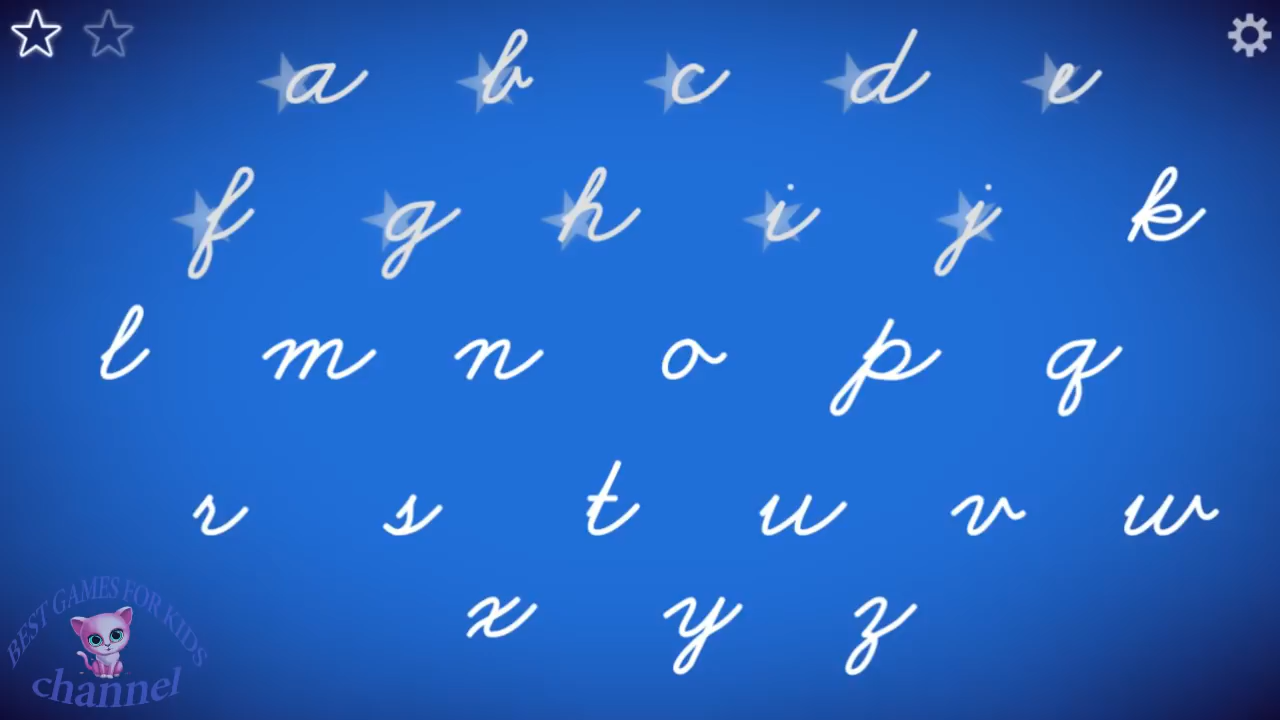 a b c d e
f g h i j k
l m n o p q
r s t u v w
x y z
BEST GAMES FOR KIDS
channel